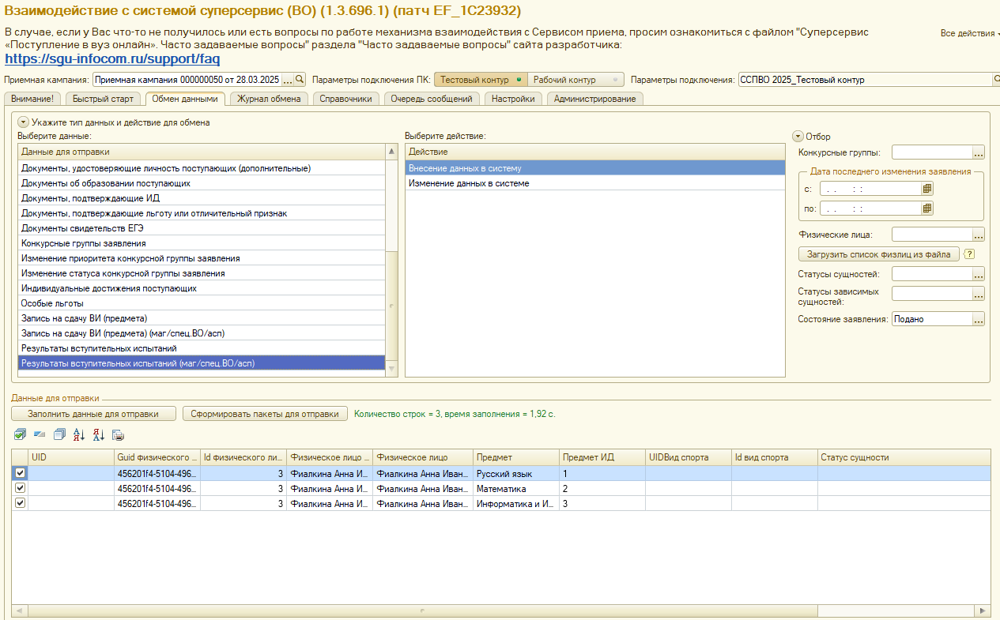 Взаимодействие с системой суперсервис (ВО) (1.3.696.1) (патч EF_1C23932)
В случае, если у Вас что-то не получилось или есть вопросы по работе механизма взаимодействия с Сервисом приема, просим ознакомиться с файлом "Суперсервис
«Поступление в вуз онлайн». Часто задаваемые вопросы" раздела "Часто задаваемые вопросы" сайта разработчика:
Все действия
https://sgu-infocom.ru/support/faq
Приемная кампания: Приемная кампания 000000050 от 28.03.2025 ... Параметры подключения ПК: Тестовый контур Рабочий контур Параметры подключения: ССПВО 2025_Тестовый контур
Внимание! Быстрый старт Обмен данными Журнал обмена Справочники Очередь сообщений Настройки Администрирование
Укажите тип данных и действие для обмена
Выберите данные:
Данные для отправки
Документы, удостоверяющие личность поступающих (дополнительные)
Документы об образовании поступающих
Документы, подтверждающие ИД
Документы, подтверждающие льготу или отличительный признак
Документы свидетельств ЕГЭ
Конкурсные группы заявления
Изменение приоритета конкурсной группы заявления
Изменение статуса конкурсной группы заявления
Индивидуальные достижения поступающих
Особые льготы
Запись на сдачу ВИ (предмета)
Запись на сдачу ВИ (предмета) (маг/спец.ВО/асп)
Результаты вступительных испытаний
Результаты вступительных испытаний (маг/спец.ВО/асп)
Выберите действие:
Действие
Внесение данных в систему
Изменение данных в системе
Отбор
Конкурсные группы: ...
Дата последнего изменения заявления
с: . . : :
по: . . : :
Физические лица: ...
Загрузить список физлиц из файла ?
Статусы сущностей: ...
Статусы зависимых
сущностей: ...
Состояние заявления: Подано ...
Данные для отправки
Заполнить данные для отправки Сформировать пакеты для отправки Количество строк = 3, время заполнения = 1,92 с.
UID Guid физического ... Id физического ли... Физическое лицо ... Физическое лицо Предмет Предмет ИД UIDВид спорта Id вид спорта Статус сущности
456201f4-5104-496... 3 Фиалкина Анна И... Фиалкина Анна Иван... Русский язык 1
456201f4-5104-496... 3 Фиалкина Анна И... Фиалкина Анна Иван... Математика 2
456201f4-5104-496... 3 Фиалкина Анна И... Фиалкина Анна Иван... Информатика и И... 3